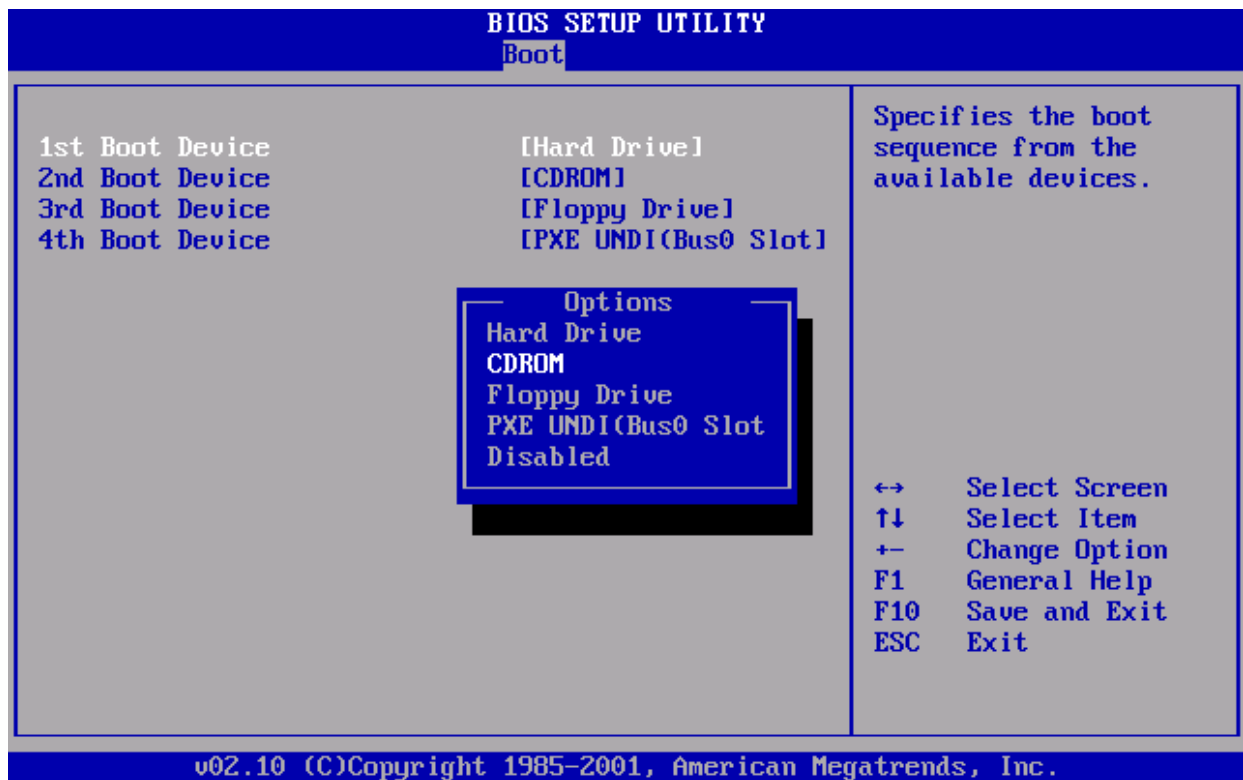 BIOS SETUP UTILITY
Boot
1st Boot Device [Hard Drive]
2nd Boot Device [CDROM]
3rd Boot Device [Floppy Drive]
4th Boot Device [PXE UNDI(Bus0 Slot]
Options
Hard Drive
CDROM
Floppy Drive
PXE UNDI(Bus0 Slot
Disabled
Specifies the boot
sequence from the
available devices.
←→ Select Screen
↑↓ Select Item
+- Change Option
F1 General Help
F10 Save and Exit
ESC Exit
v02.10 (C)Copyright 1985-2001, American Megatrends, Inc.